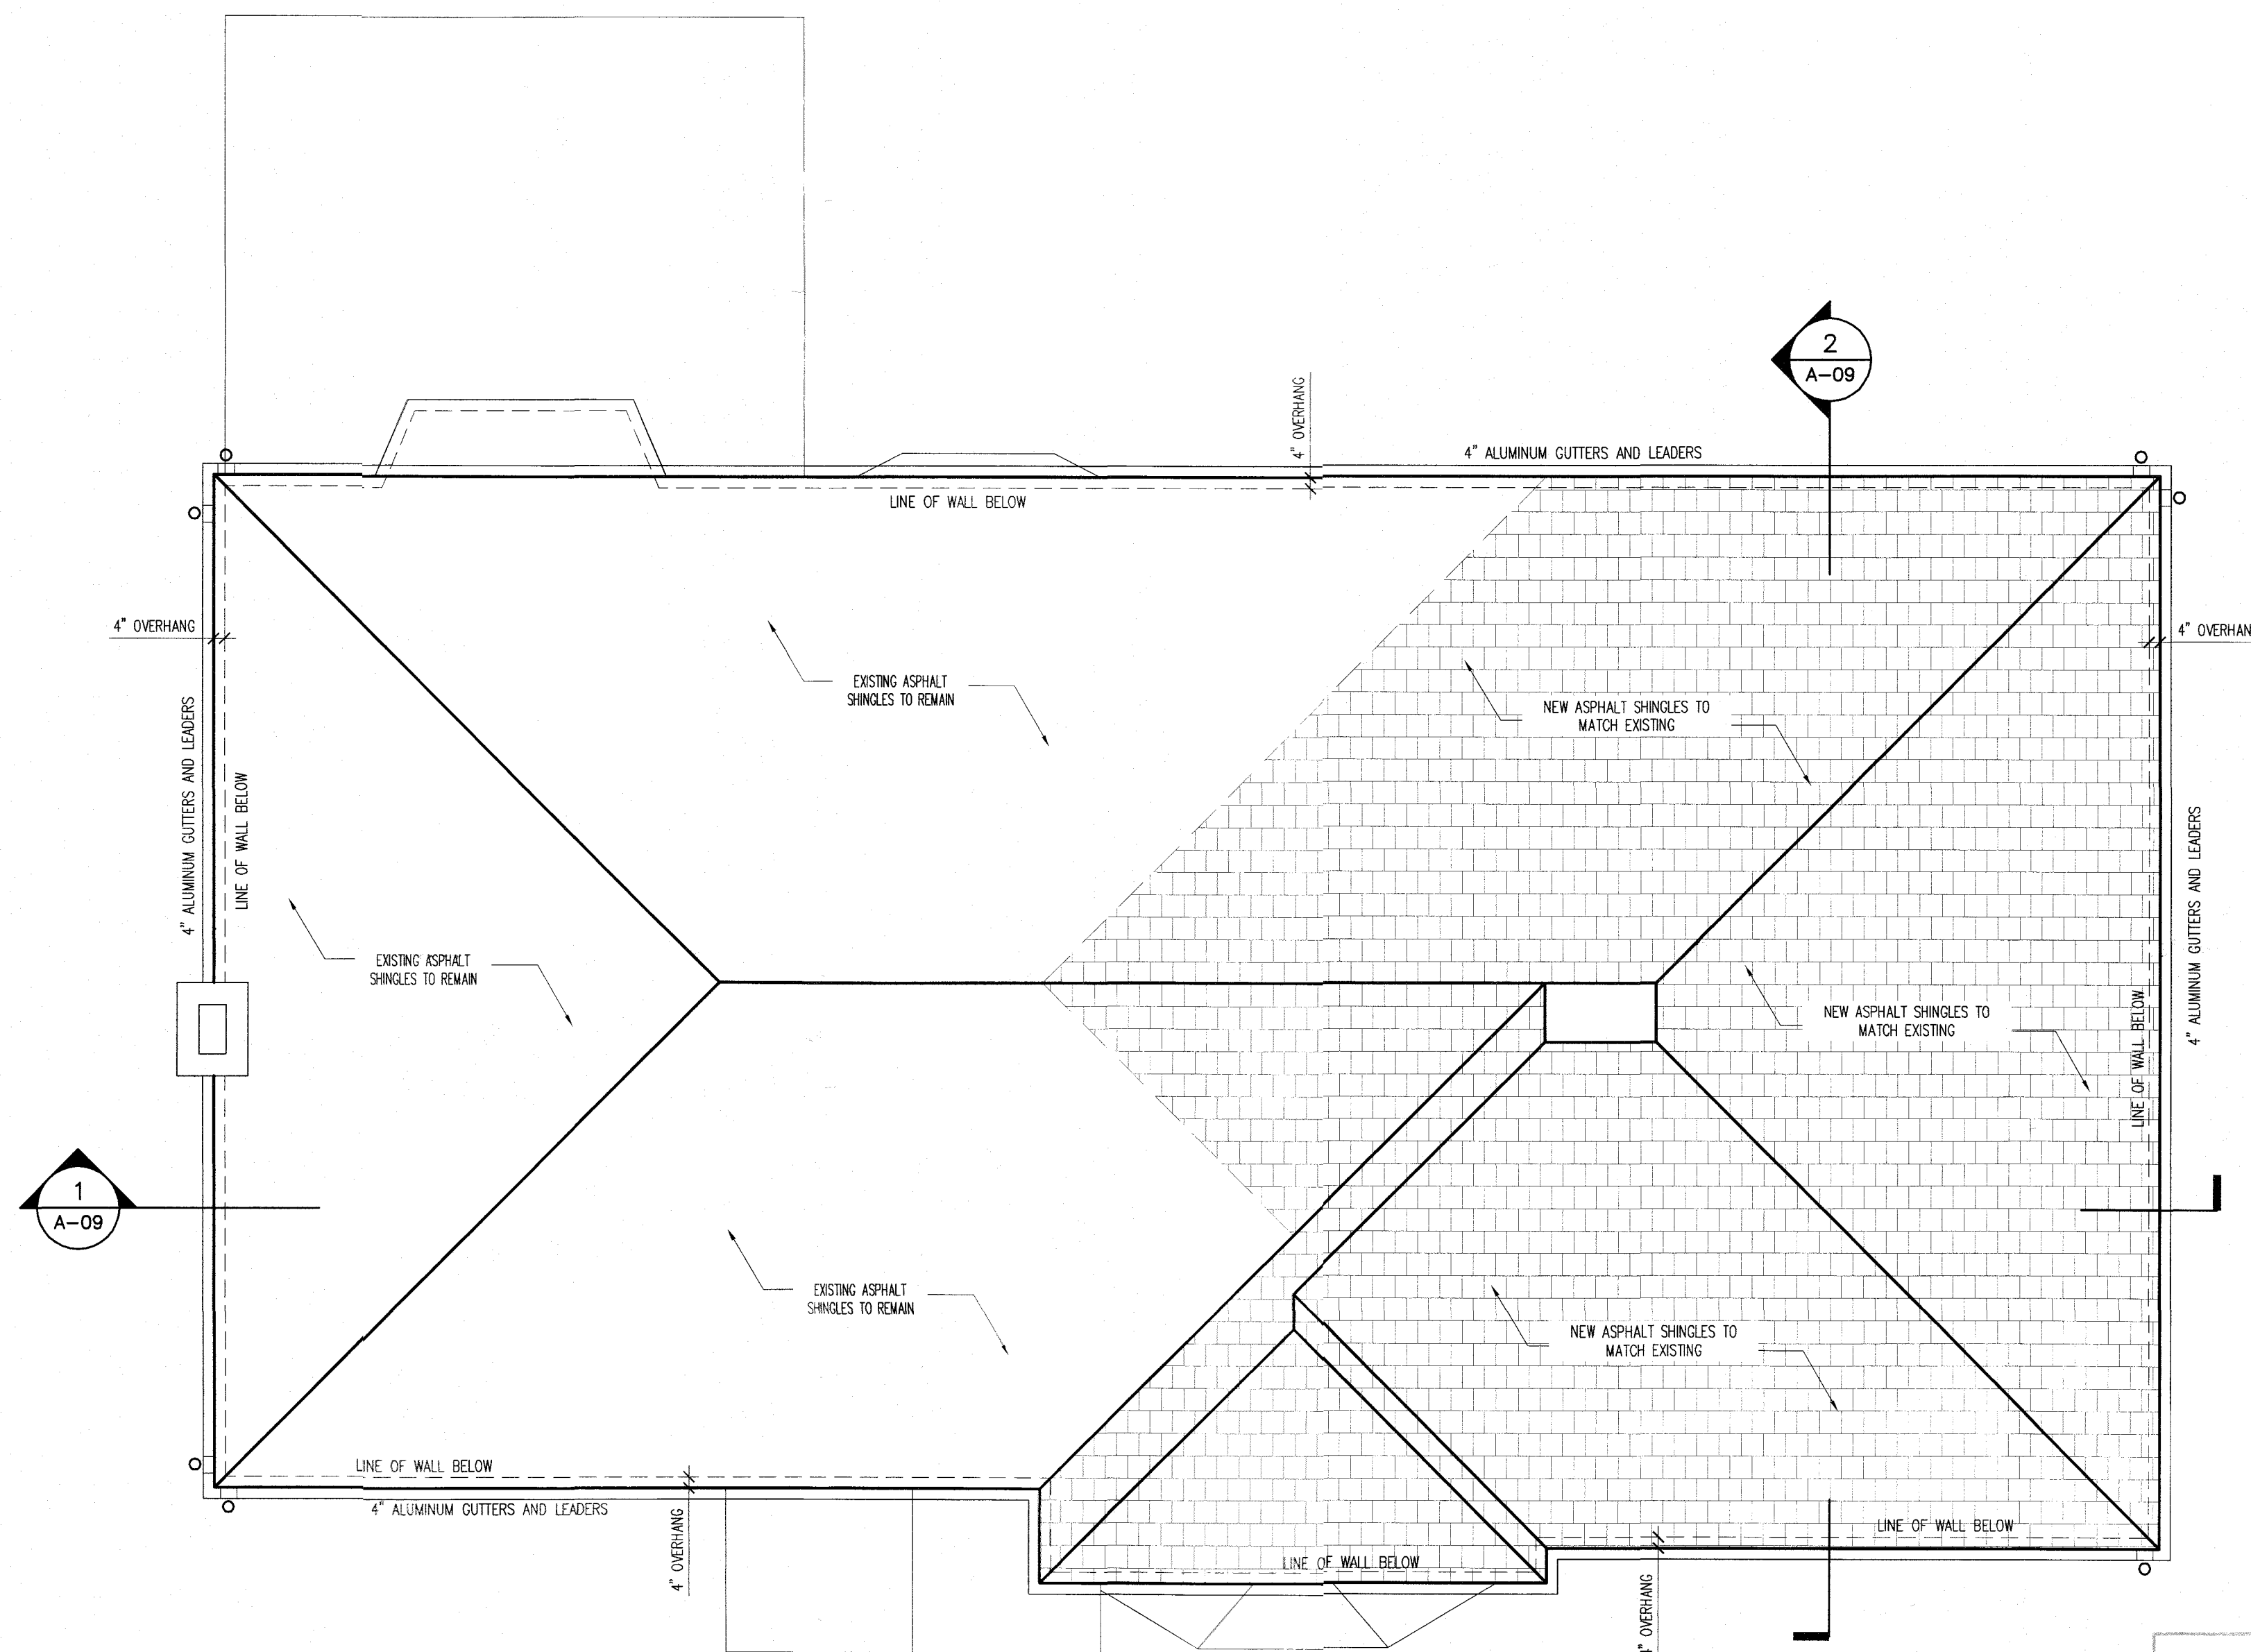 2
A-09
4" OVERHANG
4" ALUMINUM GUTTERS AND LEADERS
LINE OF WALL BELOW
4" OVERHANG
4" OVERHAN
EXISTING ASPHALT
SHINGLES TO REMAIN
NEW ASPHALT SHINGLES TO
MATCH EXISTING
4" ALUMINUM GUTTERS AND LEADERS
LINE OF WALL BELOW
EXISTING ASPHALT
SHINGLES TO REMAIN
NEW ASPHALT SHINGLES TO
MATCH EXISTING
LINE OF WALL BELOW
4" ALUMINUM GUTTERS AND LEADERS
1
A-09
EXISTING ASPHALT
SHINGLES TO REMAIN
NEW ASPHALT SHINGLES TO
MATCH EXISTING
LINE OF WALL BELOW
4" ALUMINUM GUTTERS AND LEADERS
4" OVERHANG
LINE OF WALL BELOW
LINE OF WALL BELOW
4" OVERHANG